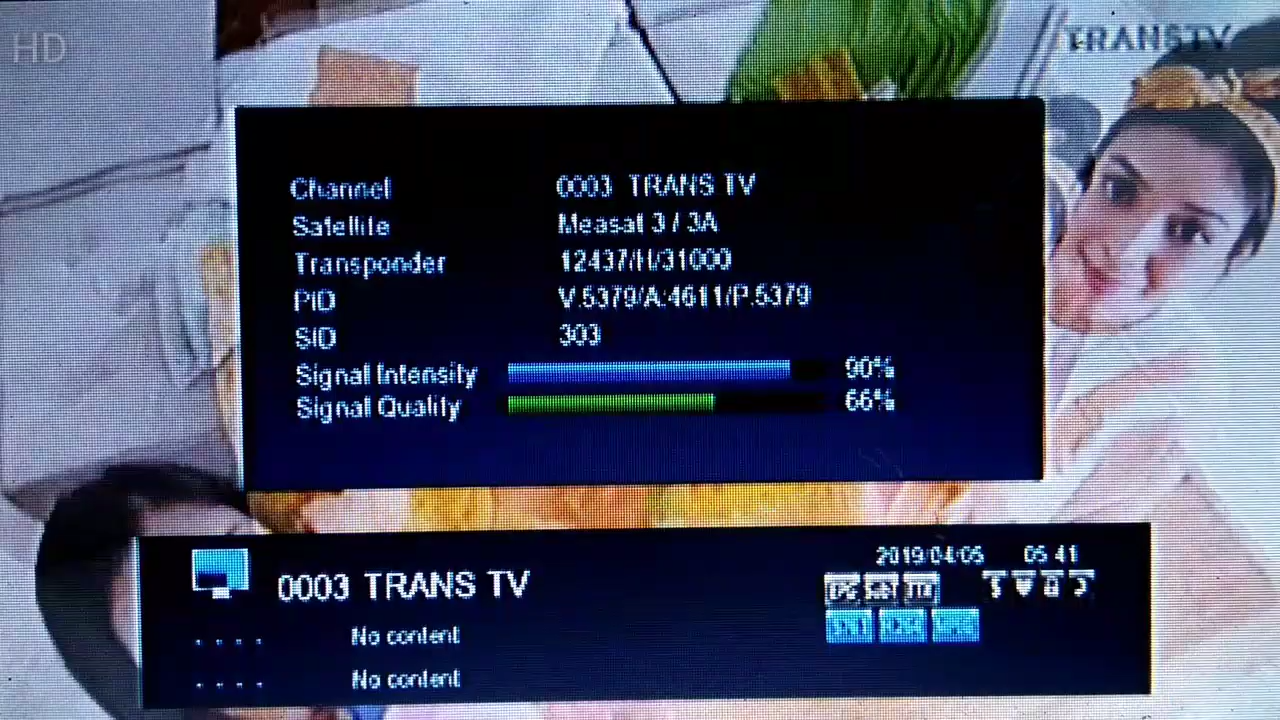 HD
TRANSTV
Channel 0003 TRANS TV
Satellite Measat 3 / 3A
Transponder 12437/H/31000
PID V:5379/A:4611/P:5379
SID 303
Signal Intensity 90%
Signal Quality 66%
2019/04/06 05:41
0003 TRANS TV
No content
No content